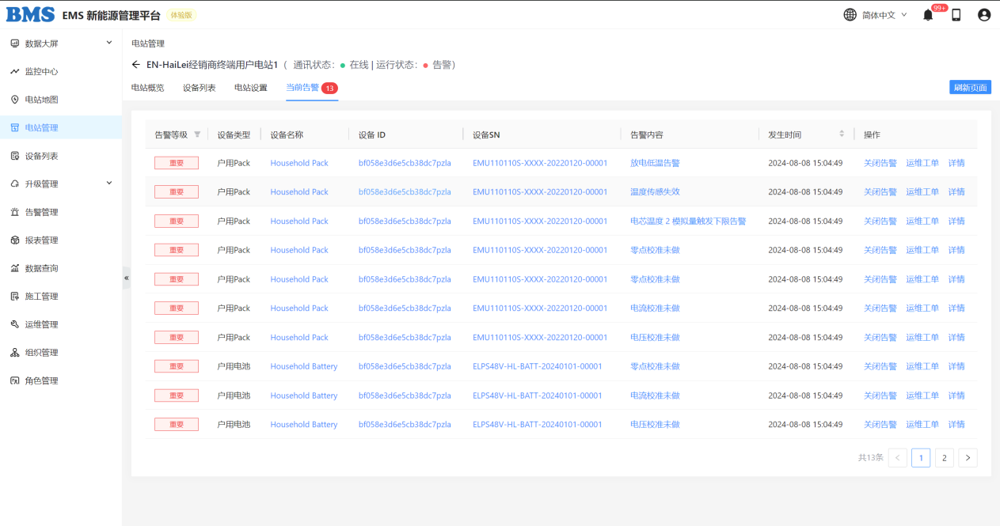 BMS EMS 新能源管理平台 体验版 简体中文 99+
数据大屏
监控中心
电站地图
电站管理
设备列表
升级管理
告警管理
报表管理
数据查询
施工管理
运维管理
组织管理
角色管理
«
电站管理
EN-HaiLei经销商终端用户电站1 ( 通讯状态: 在线 | 运行状态: 告警)
电站概览 设备列表 电站设置 当前告警 13 刷新页面
告警等级 设备类型 设备名称 设备 ID 设备SN 告警内容 发生时间 操作
重要 户用Pack Household Pack bf058e3d6e5cb38dc7pzla EMU110110S-XXXX-20220120-00001 放电低温告警 2024-08-08 15:04:49 关闭告警 运维工单 详情
重要 户用Pack Household Pack bf058e3d6e5cb38dc7pzla EMU110110S-XXXX-20220120-00001 温度传感失效 2024-08-08 15:04:49 关闭告警 运维工单 详情
重要 户用Pack Household Pack bf058e3d6e5cb38dc7pzla EMU110110S-XXXX-20220120-00001 电芯温度 2 模拟量触发下限告警 2024-08-08 15:04:49 关闭告警 运维工单 详情
重要 户用Pack Household Pack bf058e3d6e5cb38dc7pzla EMU110110S-XXXX-20220120-00001 零点校准未做 2024-08-08 15:04:49 关闭告警 运维工单 详情
重要 户用Pack Household Pack bf058e3d6e5cb38dc7pzla EMU110110S-XXXX-20220120-00001 零点校准未做 2024-08-08 15:04:49 关闭告警 运维工单 详情
重要 户用Pack Household Pack bf058e3d6e5cb38dc7pzla EMU110110S-XXXX-20220120-00001 电流校准未做 2024-08-08 15:04:49 关闭告警 运维工单 详情
重要 户用Pack Household Pack bf058e3d6e5cb38dc7pzla EMU110110S-XXXX-20220120-00001 电压校准未做 2024-08-08 15:04:49 关闭告警 运维工单 详情
重要 户用电池 Household Battery bf058e3d6e5cb38dc7pzla ELPS48V-HL-BATT-20240101-00001 零点校准未做 2024-08-08 15:04:49 关闭告警 运维工单 详情
重要 户用电池 Household Battery bf058e3d6e5cb38dc7pzla ELPS48V-HL-BATT-20240101-00001 电流校准未做 2024-08-08 15:04:49 关闭告警 运维工单 详情
重要 户用电池 Household Battery bf058e3d6e5cb38dc7pzla ELPS48V-HL-BATT-20240101-00001 电压校准未做 2024-08-08 15:04:49 关闭告警 运维工单 详情
共13条 < 1 2 >